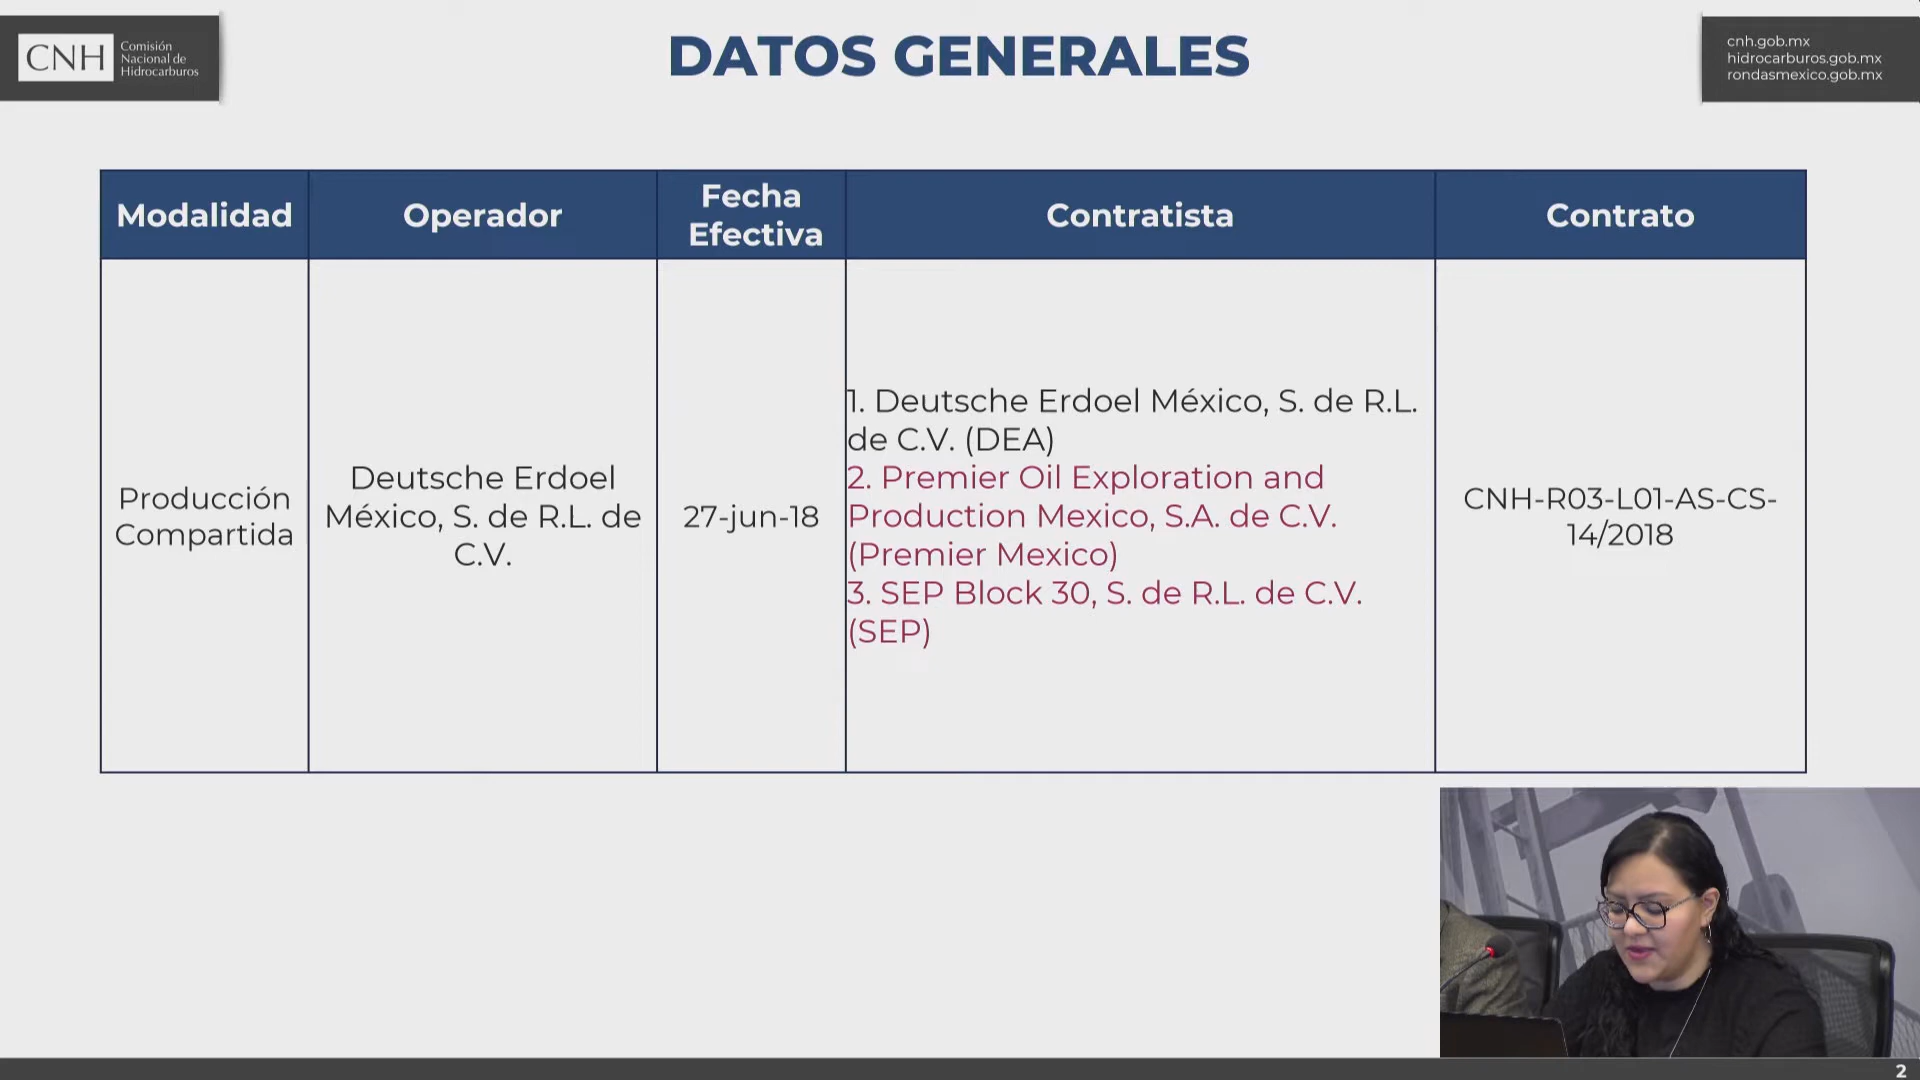 CNH
Comisión
Nacional de
Hidrocarburos
DATOS GENERALES
cnh.gob.mx
hidrocarburos.gob.mx
rondasmexico.gob.mx
Modalidad
Operador
Fecha
Efectiva
Contratista
Contrato
Producción
Compartida
Deutsche Erdoel
México, S. de R.L. de
C.V.
27-jun-18
1. Deutsche Erdoel México, S. de R.L.
de C.V. (DEA)
2. Premier Oil Exploration and
Production Mexico, S.A. de C.V.
(Premier Mexico)
3. SEP Block 30, S. de R.L. de C.V.
(SEP)
CNH-R03-L01-AS-CS-
14/2018
2